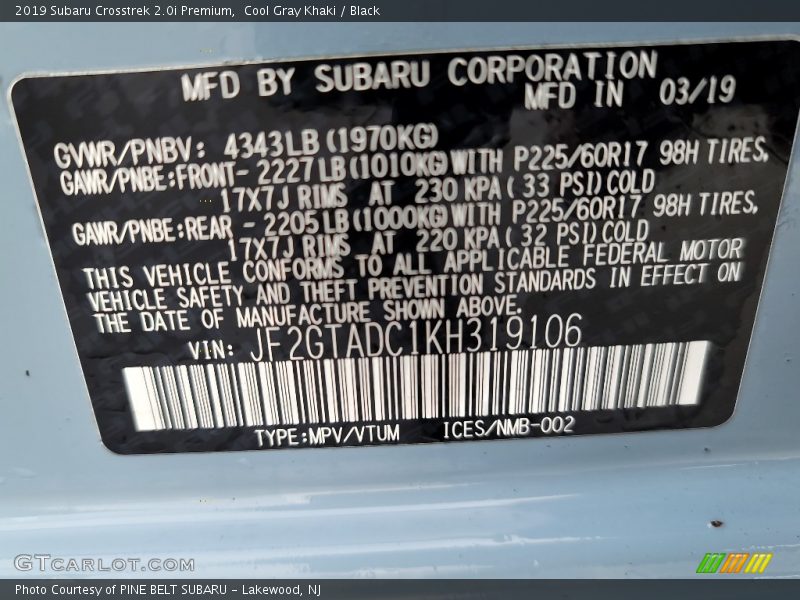 2019 Subaru Crosstrek 2.0i Premium,  Cool Gray Khaki / Black
MFD BY SUBARU CORPORATION
MFD IN 03/19
GVWR/PNBV: 4343LB(1970KG)
GAWR/PNBE:FRONT- 2227LB(1010KG)WITH P225/60R17 98H TIRES,
17X7J RIMS AT 230 KPA( 33 PSI)COLD
GAWR/PNBE:REAR - 2205LB(1000KG)WITH P225/60R17 98H TIRES,
17X7J RIMS AT 220 KPA( 32 PSI)COLD
THIS VEHICLE CONFORMS TO ALL APPLICABLE FEDERAL MOTOR
VEHICLE SAFETY AND THEFT PREVENTION STANDARDS IN EFFECT ON
THE DATE OF MANUFACTURE SHOWN ABOVE.
VIN: JF2GTADC1KH319106
TYPE:MPV/VTUM ICES/NMB-002
GTCARLOT.COM
Photo Courtesy of PINE BELT SUBARU - Lakewood, NJ